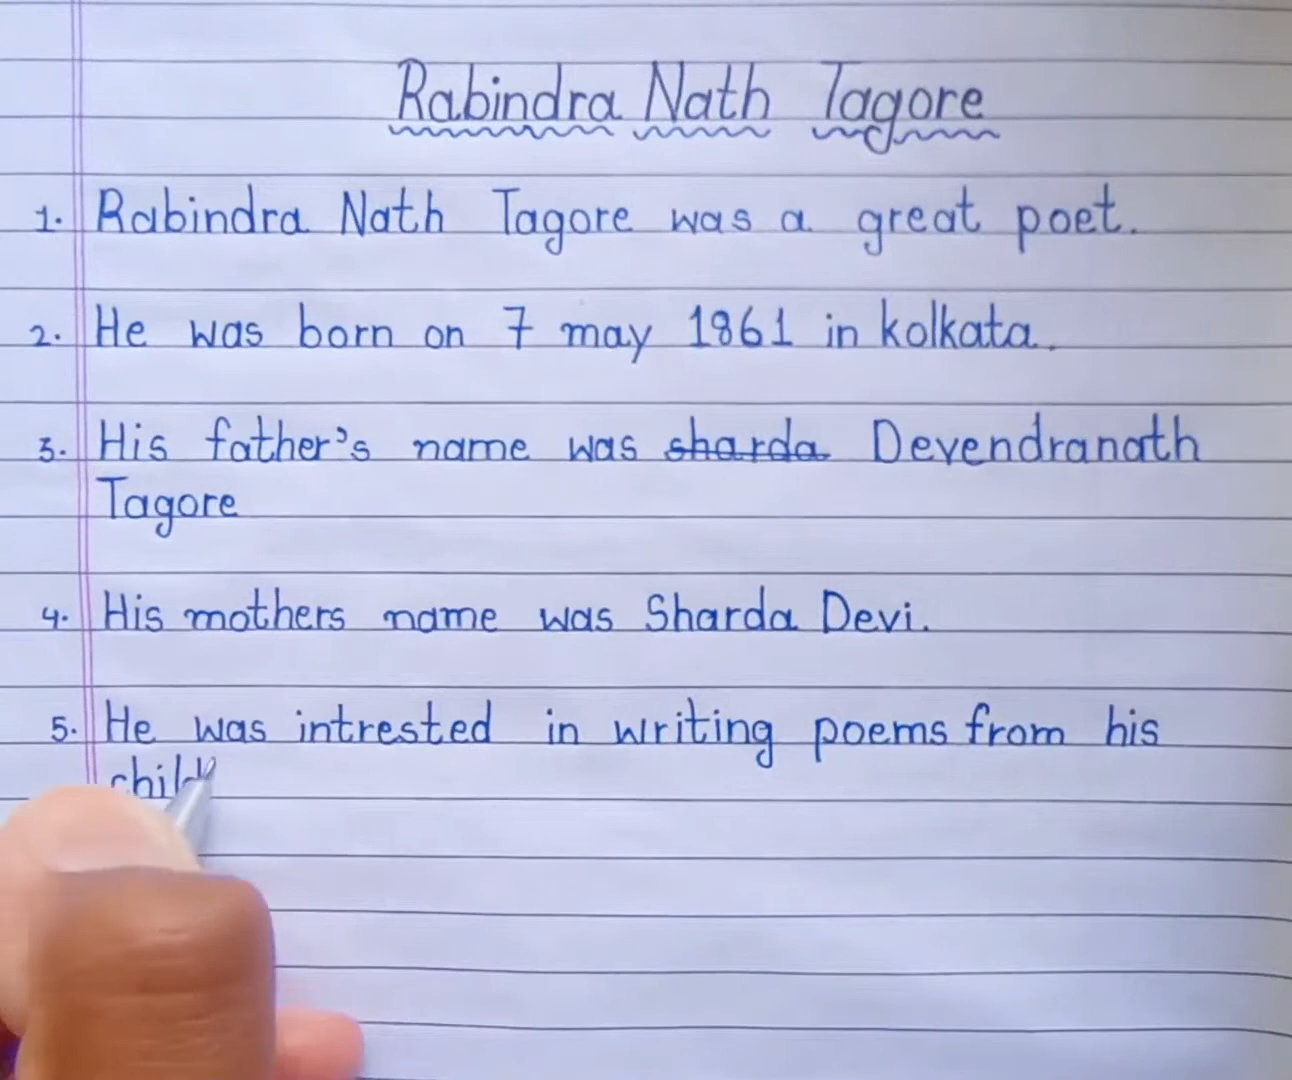 Rabindra Nath Tagore
1. Rabindra Nath Tagore was a great poet.
2. He was born on 7 may 1861 in kolkata.
3. His father's name was sharda Devendranath
Tagore
4. His mothers name was Sharda Devi.
5. He was intrested in writing poems from his
child